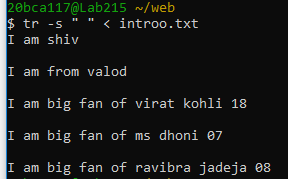 20bca117@Lab215 ~/web
$ tr -s " " < introo.txt
I am shiv
I am from valod
I am big fan of virat kohli 18
I am big fan of ms dhoni 07
I am big fan of ravibra jadeja 08